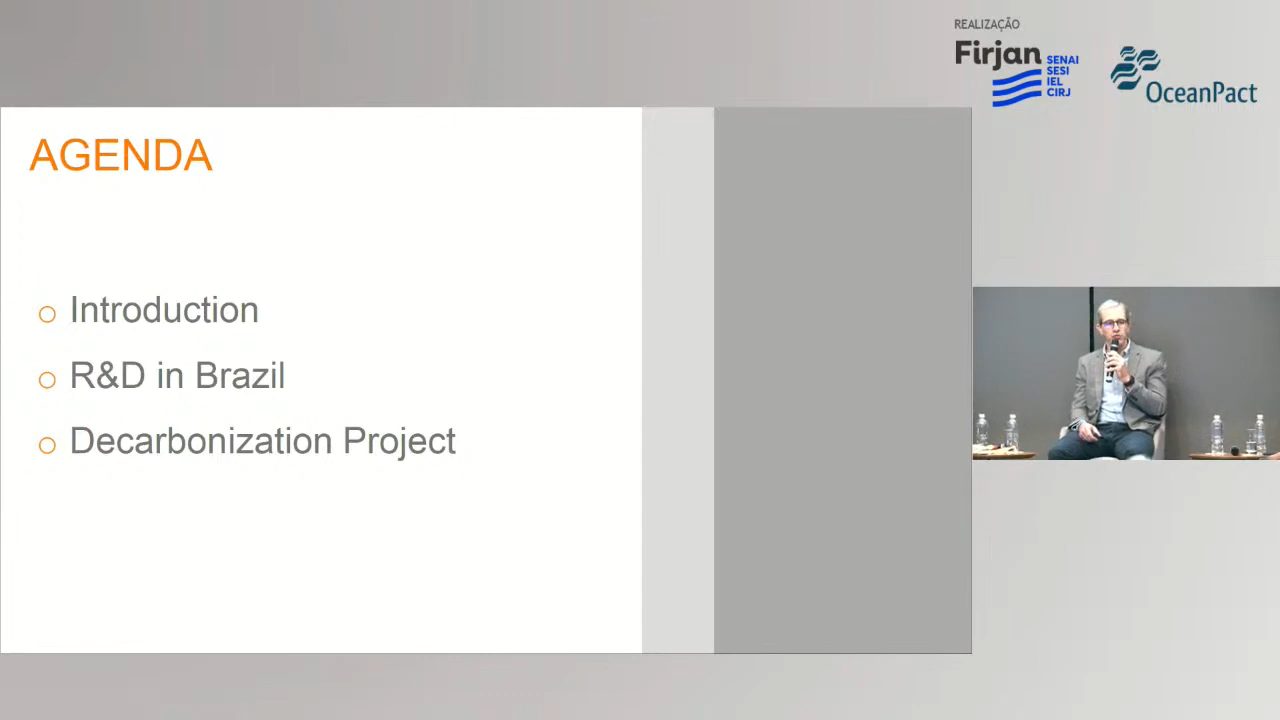 REALIZAÇÃO
Firjan
SENAI
SESI
IEL
CIRJ
OceanPact
AGENDA
Introduction
R&D in Brazil
Decarbonization Project